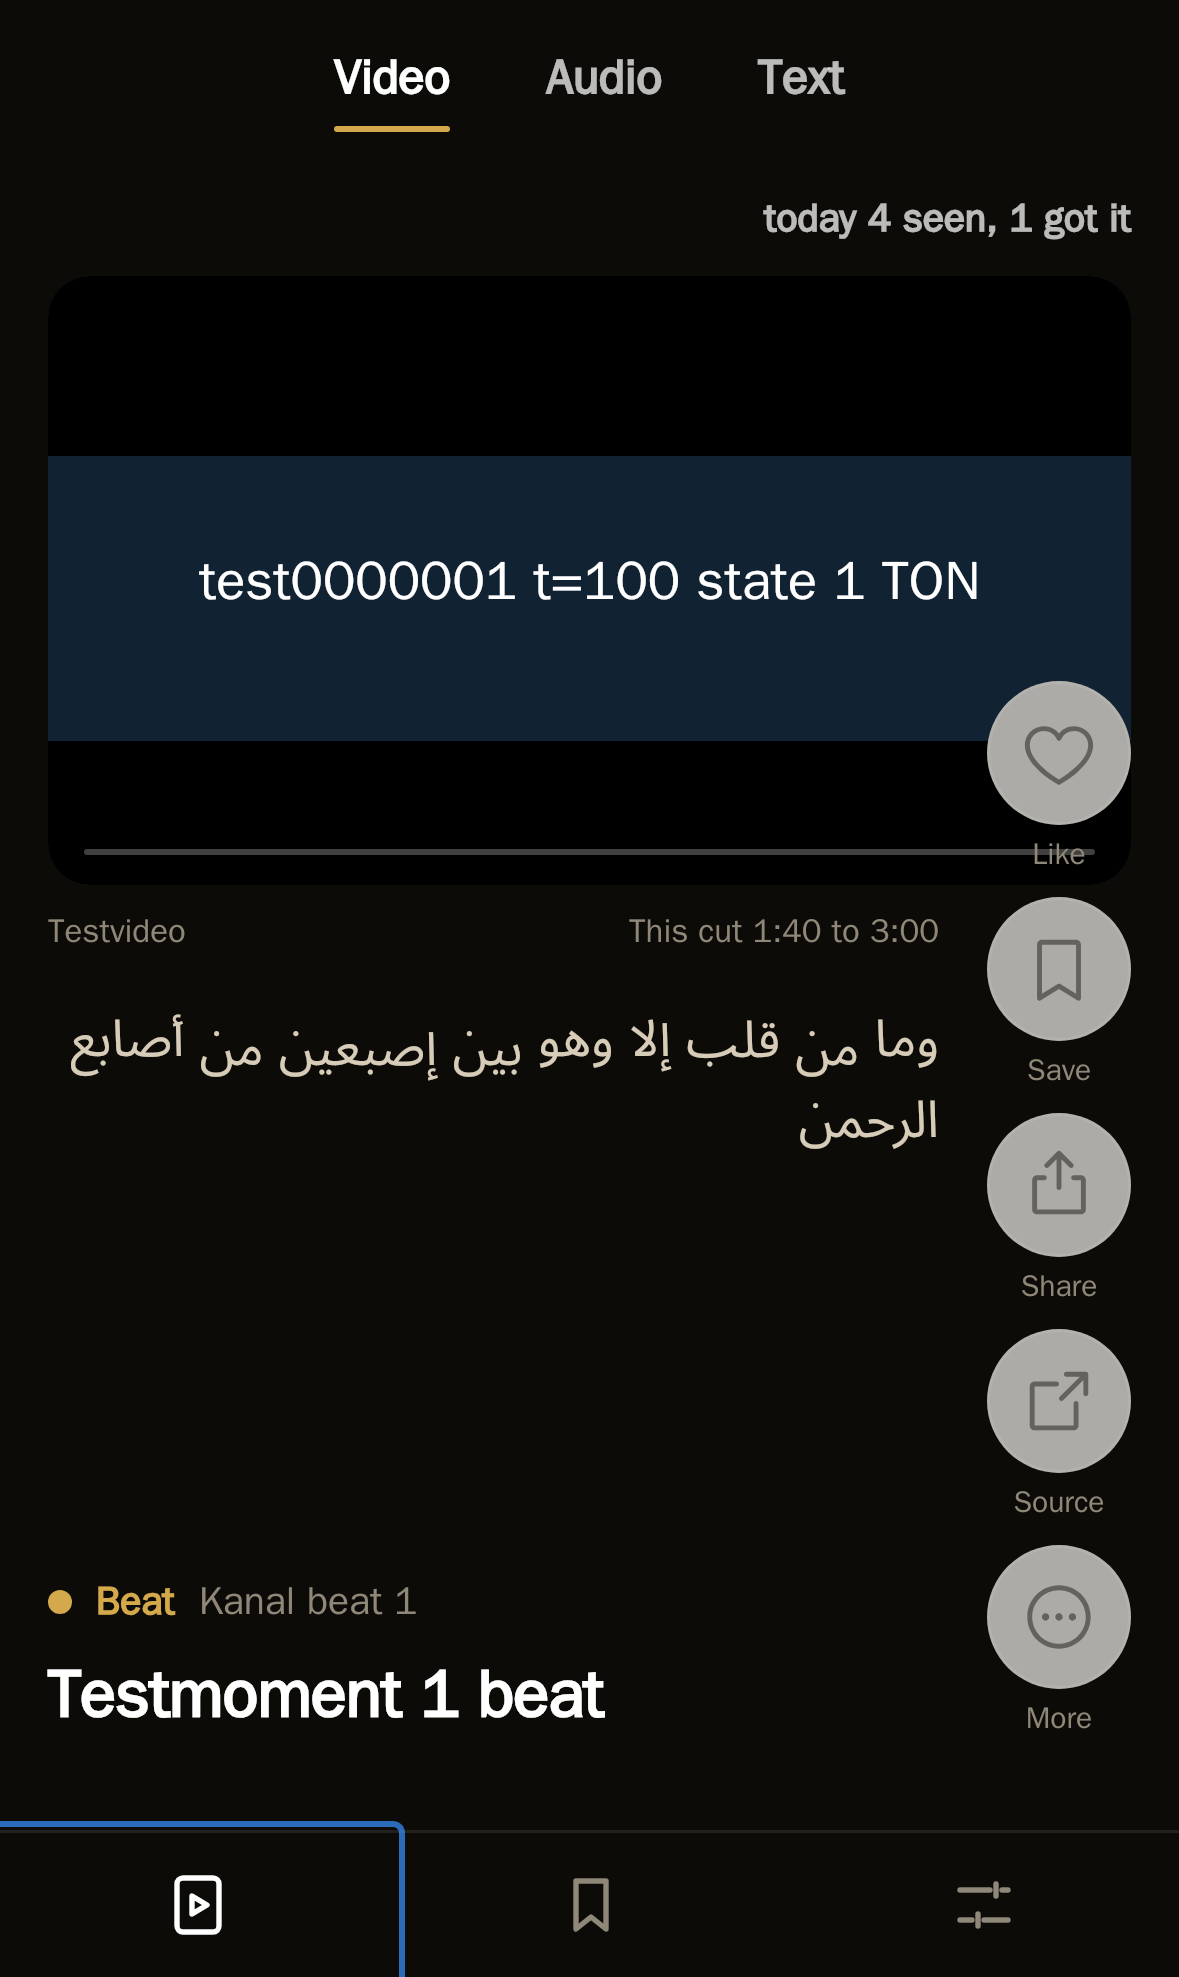 Video Audio Text
today 4 seen, 1 got it
test0000001 t=100 state 1 TON
Like
Testvideo This cut 1:40 to 3:00
Save
وما من قلب إلا وهو بين إصبعين من أصابع
الرحمن
Share
Source
Beat Kanal beat 1
Testmoment 1 beat
More